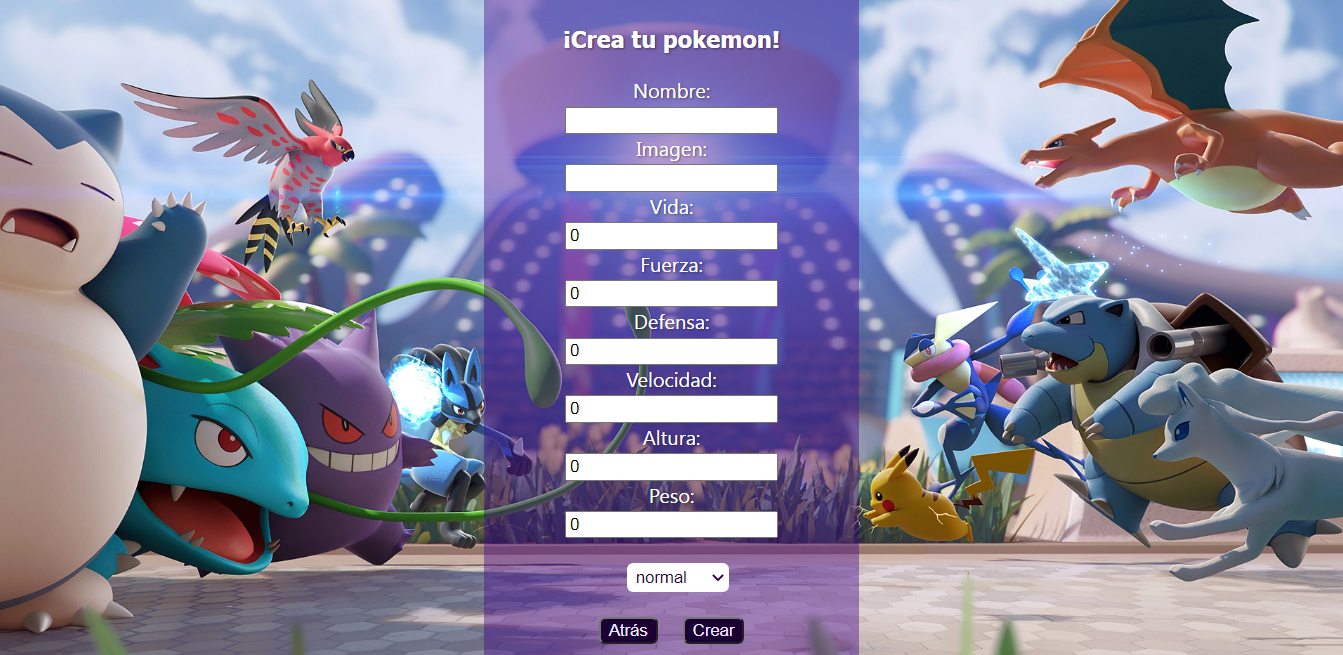 ¡Crea tu pokemon!
Nombre:
Imagen:
Vida:
0
Fuerza:
0
Defensa:
0
Velocidad:
0
Altura:
0
Peso:
0
normal
Atrás Crear